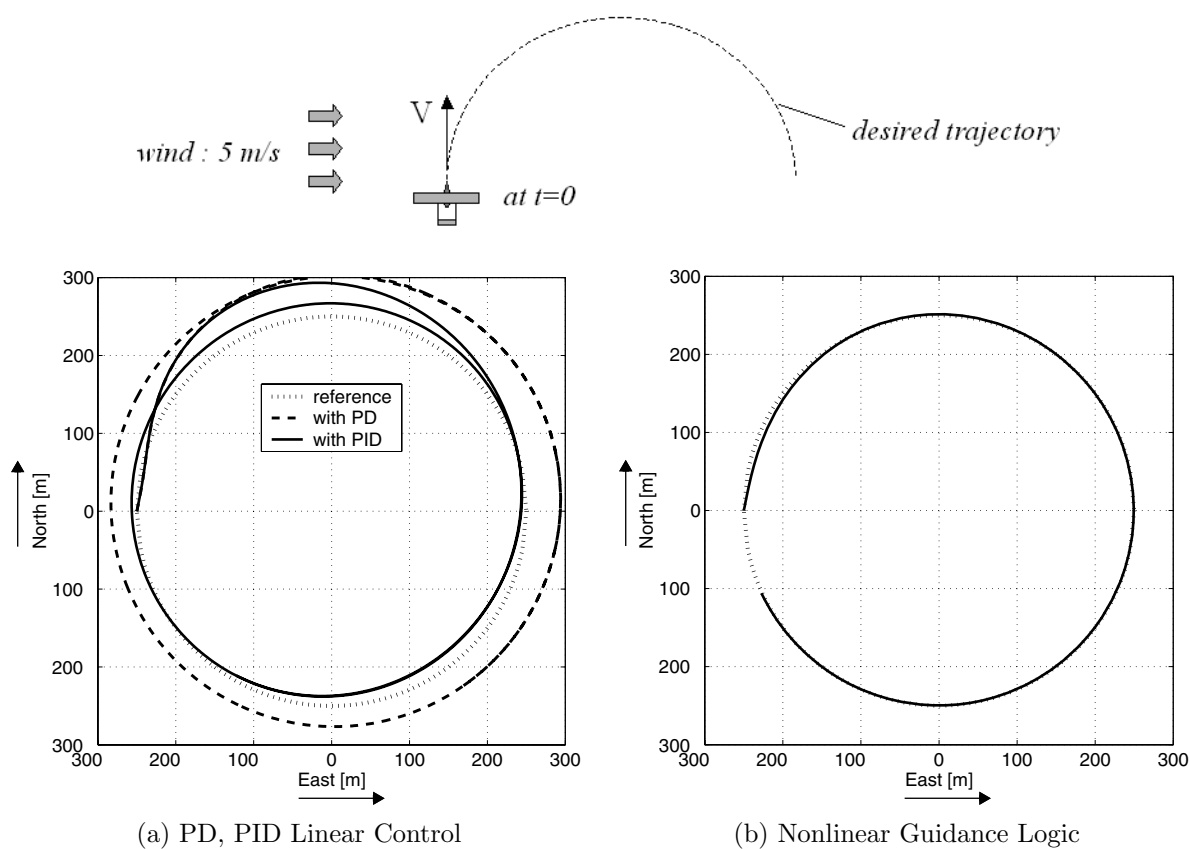 V
wind : 5 m/s
at t=0
desired trajectory
300
200
100
0
100
200
300
300 200 100 0 100 200 300
North [m]
East [m]
reference
with PD
with PID
(a) PD, PID Linear Control
300
200
100
0
100
200
300
300 200 100 0 100 200 300
North [m]
East [m]
(b) Nonlinear Guidance Logic